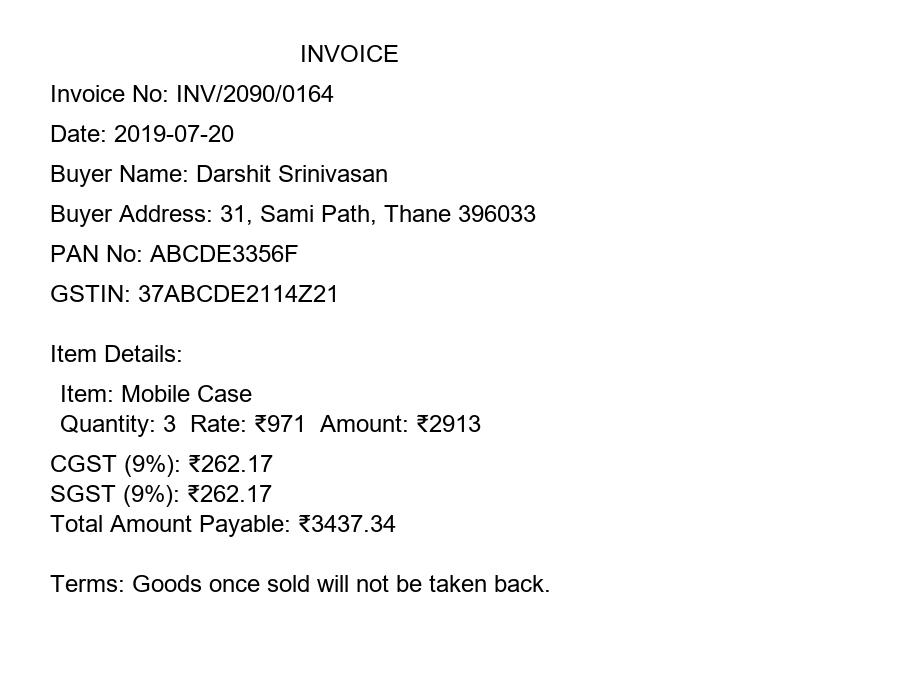 INVOICE
Invoice No: INV/2090/0164
Date: 2019-07-20
Buyer Name: Darshit Srinivasan
Buyer Address: 31, Sami Path, Thane 396033
PAN No: ABCDE3356F
GSTIN: 37ABCDE2114Z21
Item Details:
Item: Mobile Case
Quantity: 3 Rate: ₹971 Amount: ₹2913
CGST (9%): ₹262.17
SGST (9%): ₹262.17
Total Amount Payable: ₹3437.34
Terms: Goods once sold will not be taken back.